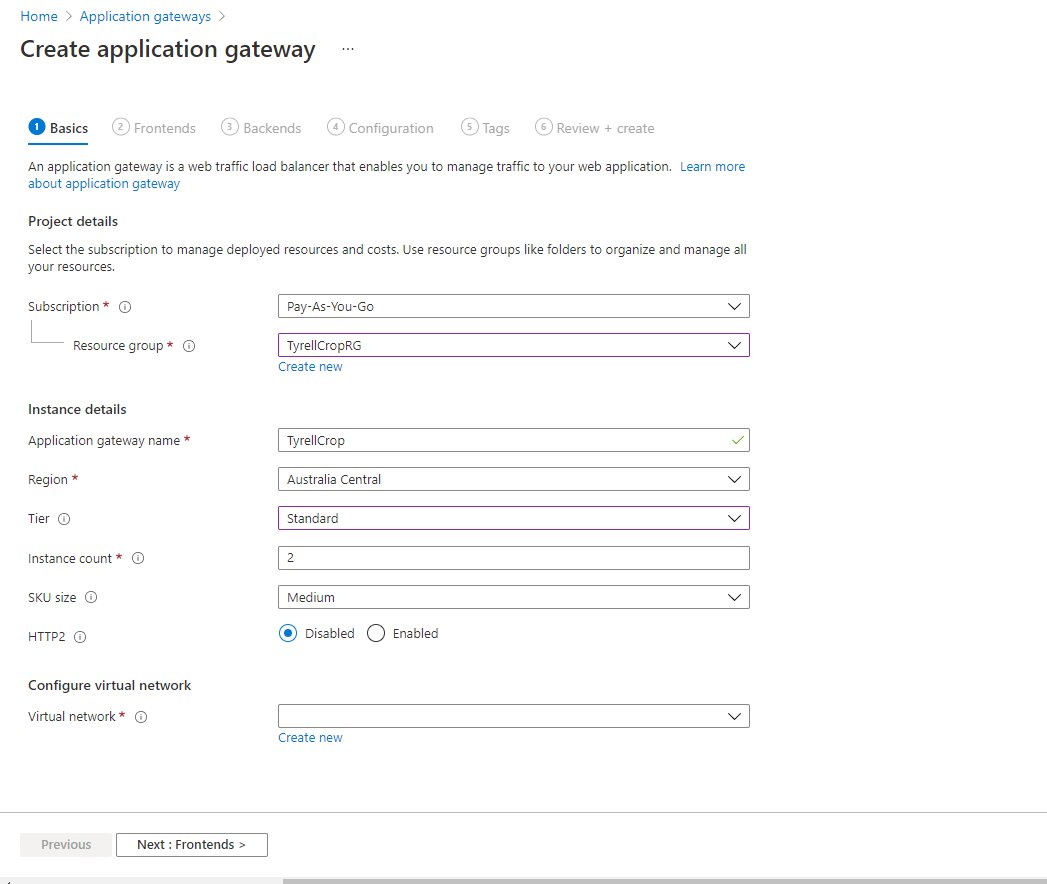 Home > Application gateways >
Create application gateway ...
1 Basics 2 Frontends 3 Backends 4 Configuration 5 Tags 6 Review + create
An application gateway is a web traffic load balancer that enables you to manage traffic to your web application. Learn more
about application gateway
Project details
Select the subscription to manage deployed resources and costs. Use resource groups like folders to organize and manage all
your resources.
Subscription * Pay-As-You-Go
Resource group * TyrellCropRG
Create new
Instance details
Application gateway name * TyrellCrop
Region * Australia Central
Tier Standard
Instance count * 2
SKU size Medium
HTTP2 Disabled Enabled
Configure virtual network
Virtual network *
Create new
Previous Next : Frontends >